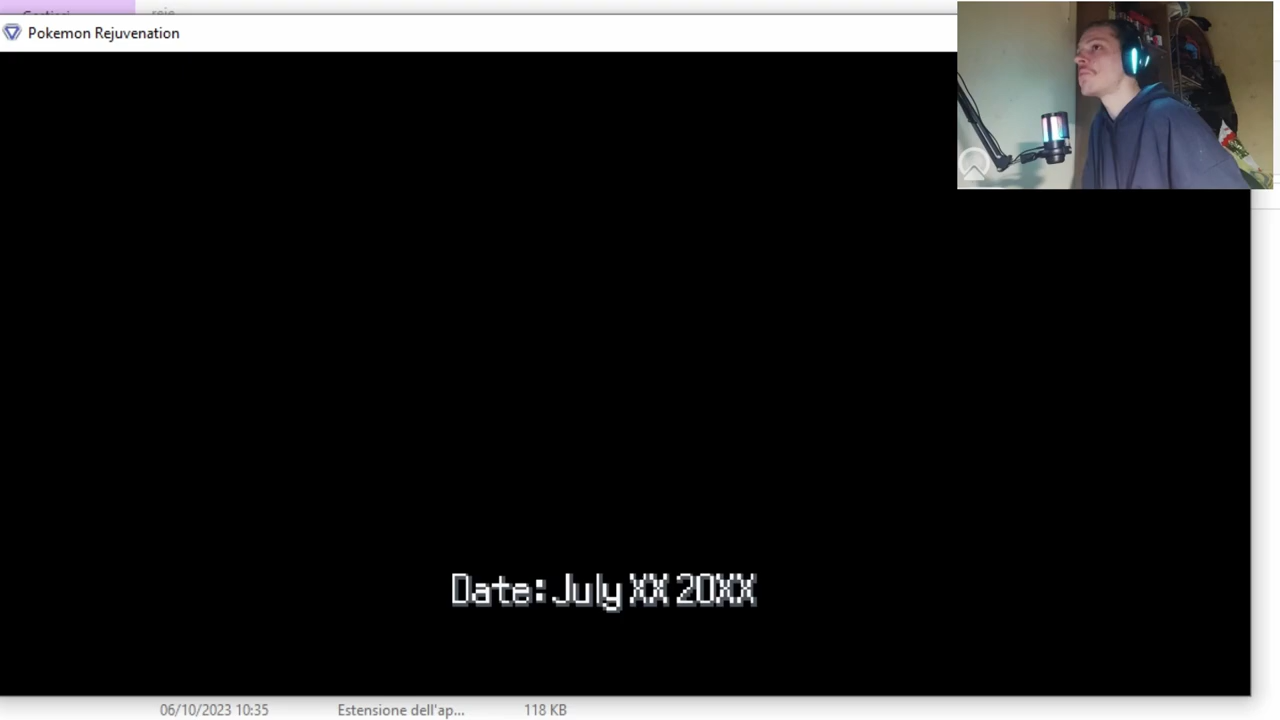 Pokemon Rejuvenation
Date: July XX 20XX
06/10/2023 10:35 Estensione dell'ap... 118 KB